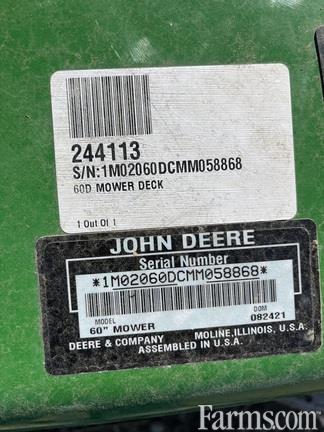 244113
S/N:1M02060DCMM058868
60D MOWER DECK
1 Out Of 1
JOHN DEERE
Serial Number
*1M02060DCMM058868*
MODEL
DOM
60" MOWER
082421
DEERE & COMPANY
MOLINE, ILLINOIS, U.S.A.
ASSEMBLED IN U.S.A.
Farms.com®